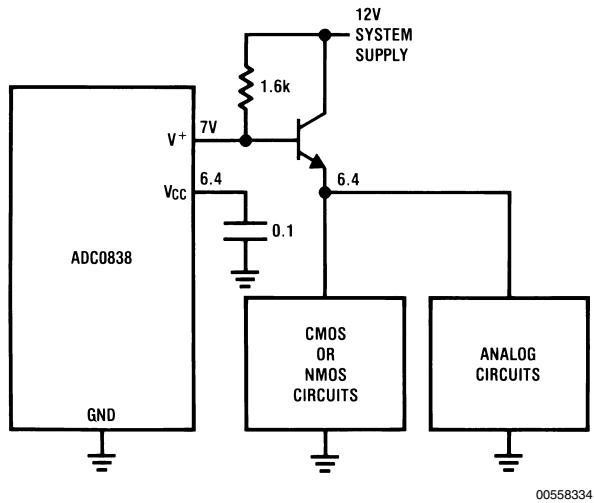 12V
SYSTEM
SUPPLY
1.6k
7V
V+
6.4
VCC
6.4
0.1
ADC0838
CMOS
OR
NMOS
CIRCUITS
ANALOG
CIRCUITS
GND
00558334